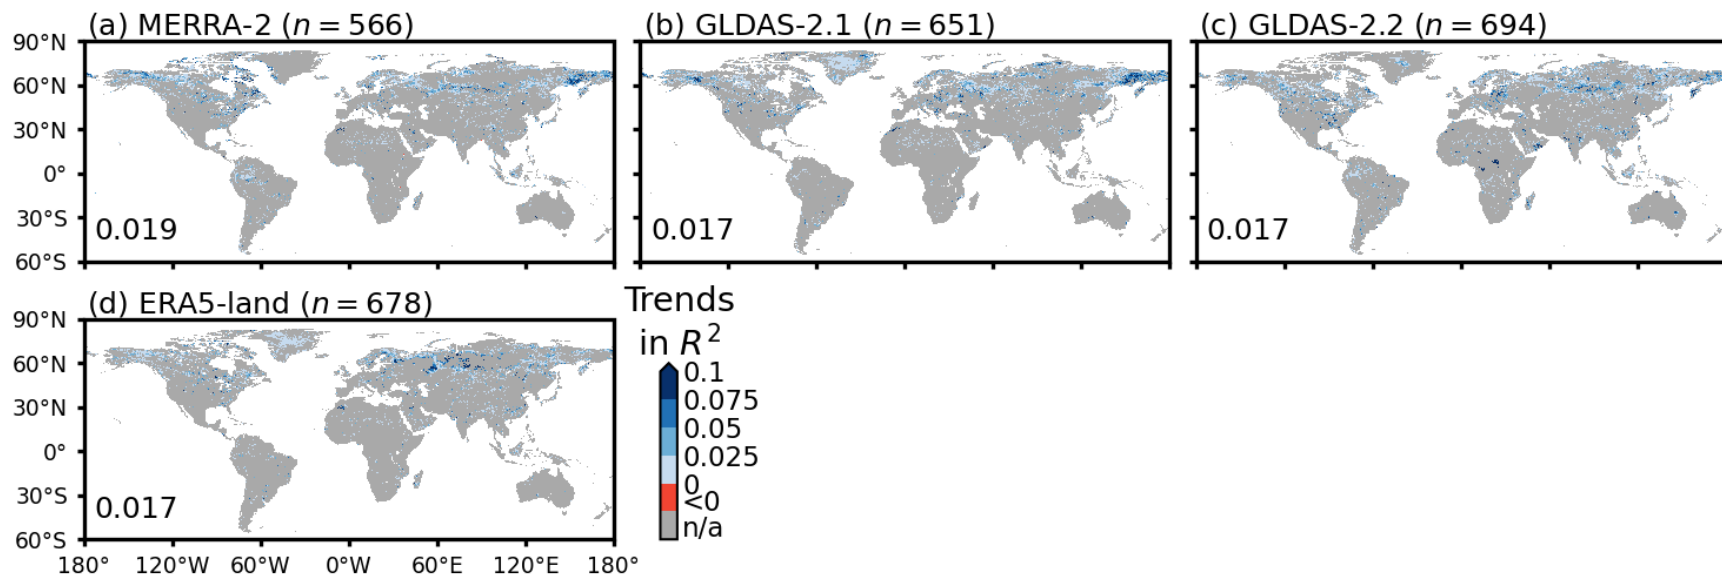 (a) MERRA-2 (n = 566)
(b) GLDAS-2.1 (n = 651)
(c) GLDAS-2.2 (n = 694)
90°N
60°N
30°N
0°
30°S
60°S
0.019
0.017
0.017
(d) ERA5-land (n = 678)
90°N
60°N
30°N
0°
30°S
60°S
0.017
180°
120°W
60°W
0°W
60°E
120°E
180°
Trends
in R²
0.1
0.075
0.05
0.025
0
<0
n/a